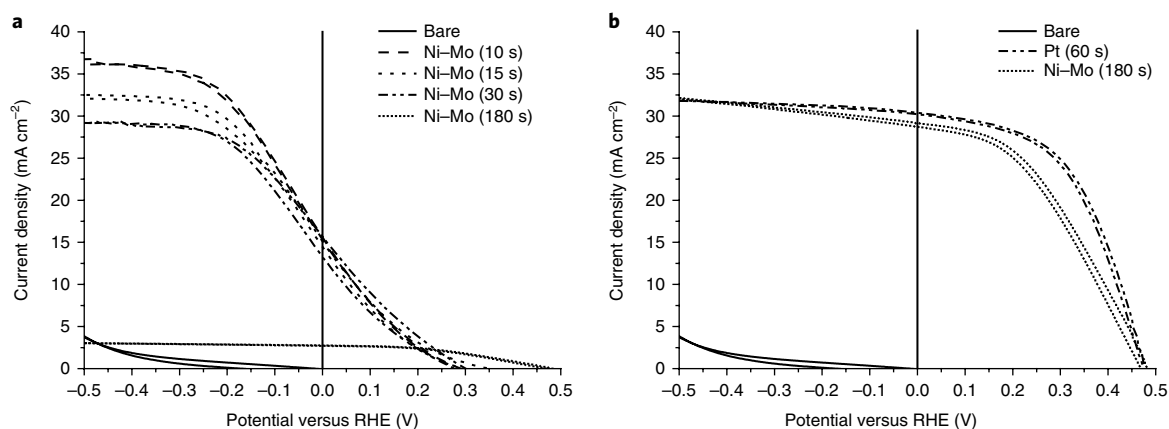 a
40
35
30
25
20
15
10
5
0
Current density (mA cm⁻²)
Bare
Ni–Mo (10 s)
Ni–Mo (15 s)
Ni–Mo (30 s)
Ni–Mo (180 s)
–0.5 –0.4 –0.3 –0.2 –0.1 0.0 0.1 0.2 0.3 0.4 0.5
Potential versus RHE (V)
b
40
35
30
25
20
15
10
5
0
Current density (mA cm⁻²)
Bare
Pt (60 s)
Ni–Mo (180 s)
–0.5 –0.4 –0.3 –0.2 –0.1 0.0 0.1 0.2 0.3 0.4 0.5
Potential versus RHE (V)